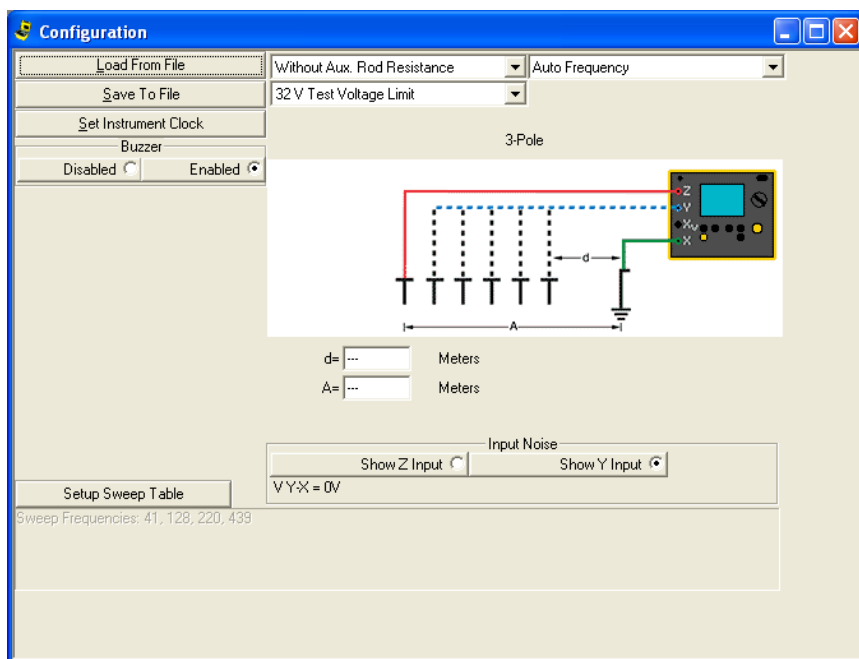 Configuration
Load From File
Without Aux. Rod Resistance
Auto Frequency
Save To File
32 V Test Voltage Limit
Set Instrument Clock
Buzzer
3-Pole
Disabled
Enabled
Z
Y
Xv
X
d
A
d= --- Meters
A= --- Meters
Input Noise
Show Z Input
Show Y Input
V Y-X = 0V
Setup Sweep Table
Sweep Frequencies: 41, 128, 220, 439